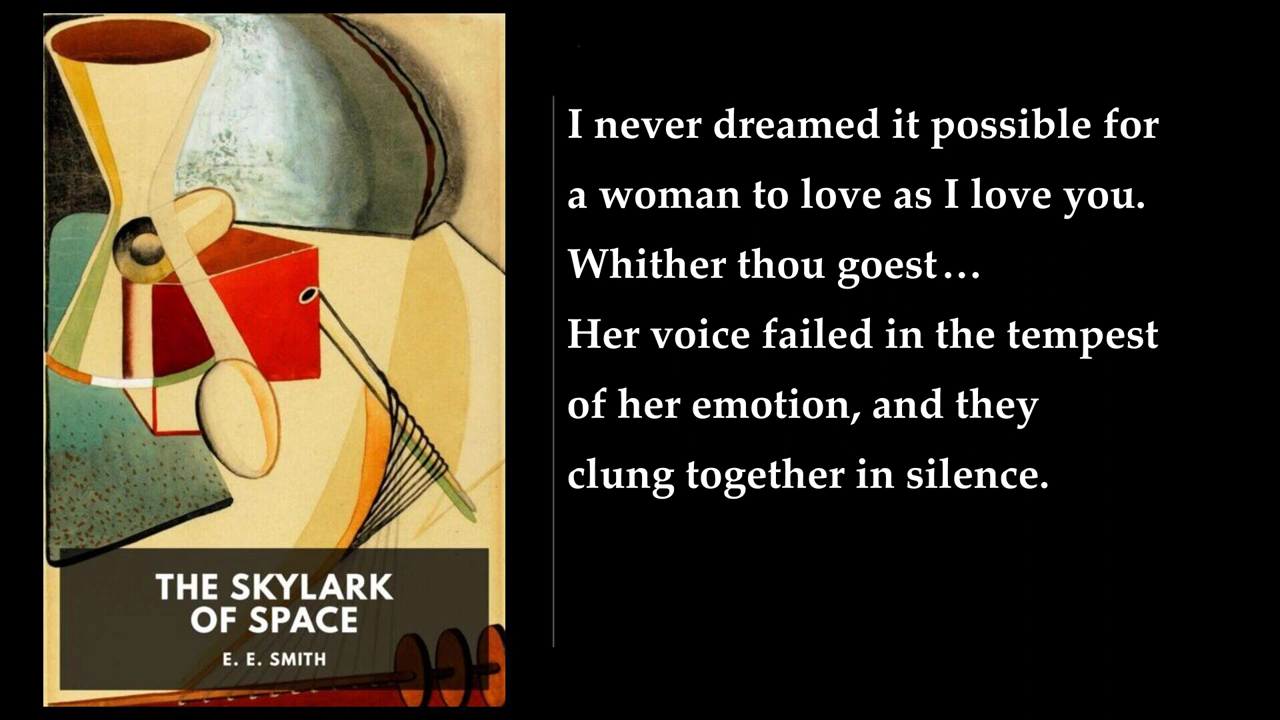 THE SKYLARK
OF SPACE
E. E. SMITH
I never dreamed it possible for
a woman to love as I love you.
Whither thou goest…
Her voice failed in the tempest
of her emotion, and they
clung together in silence.